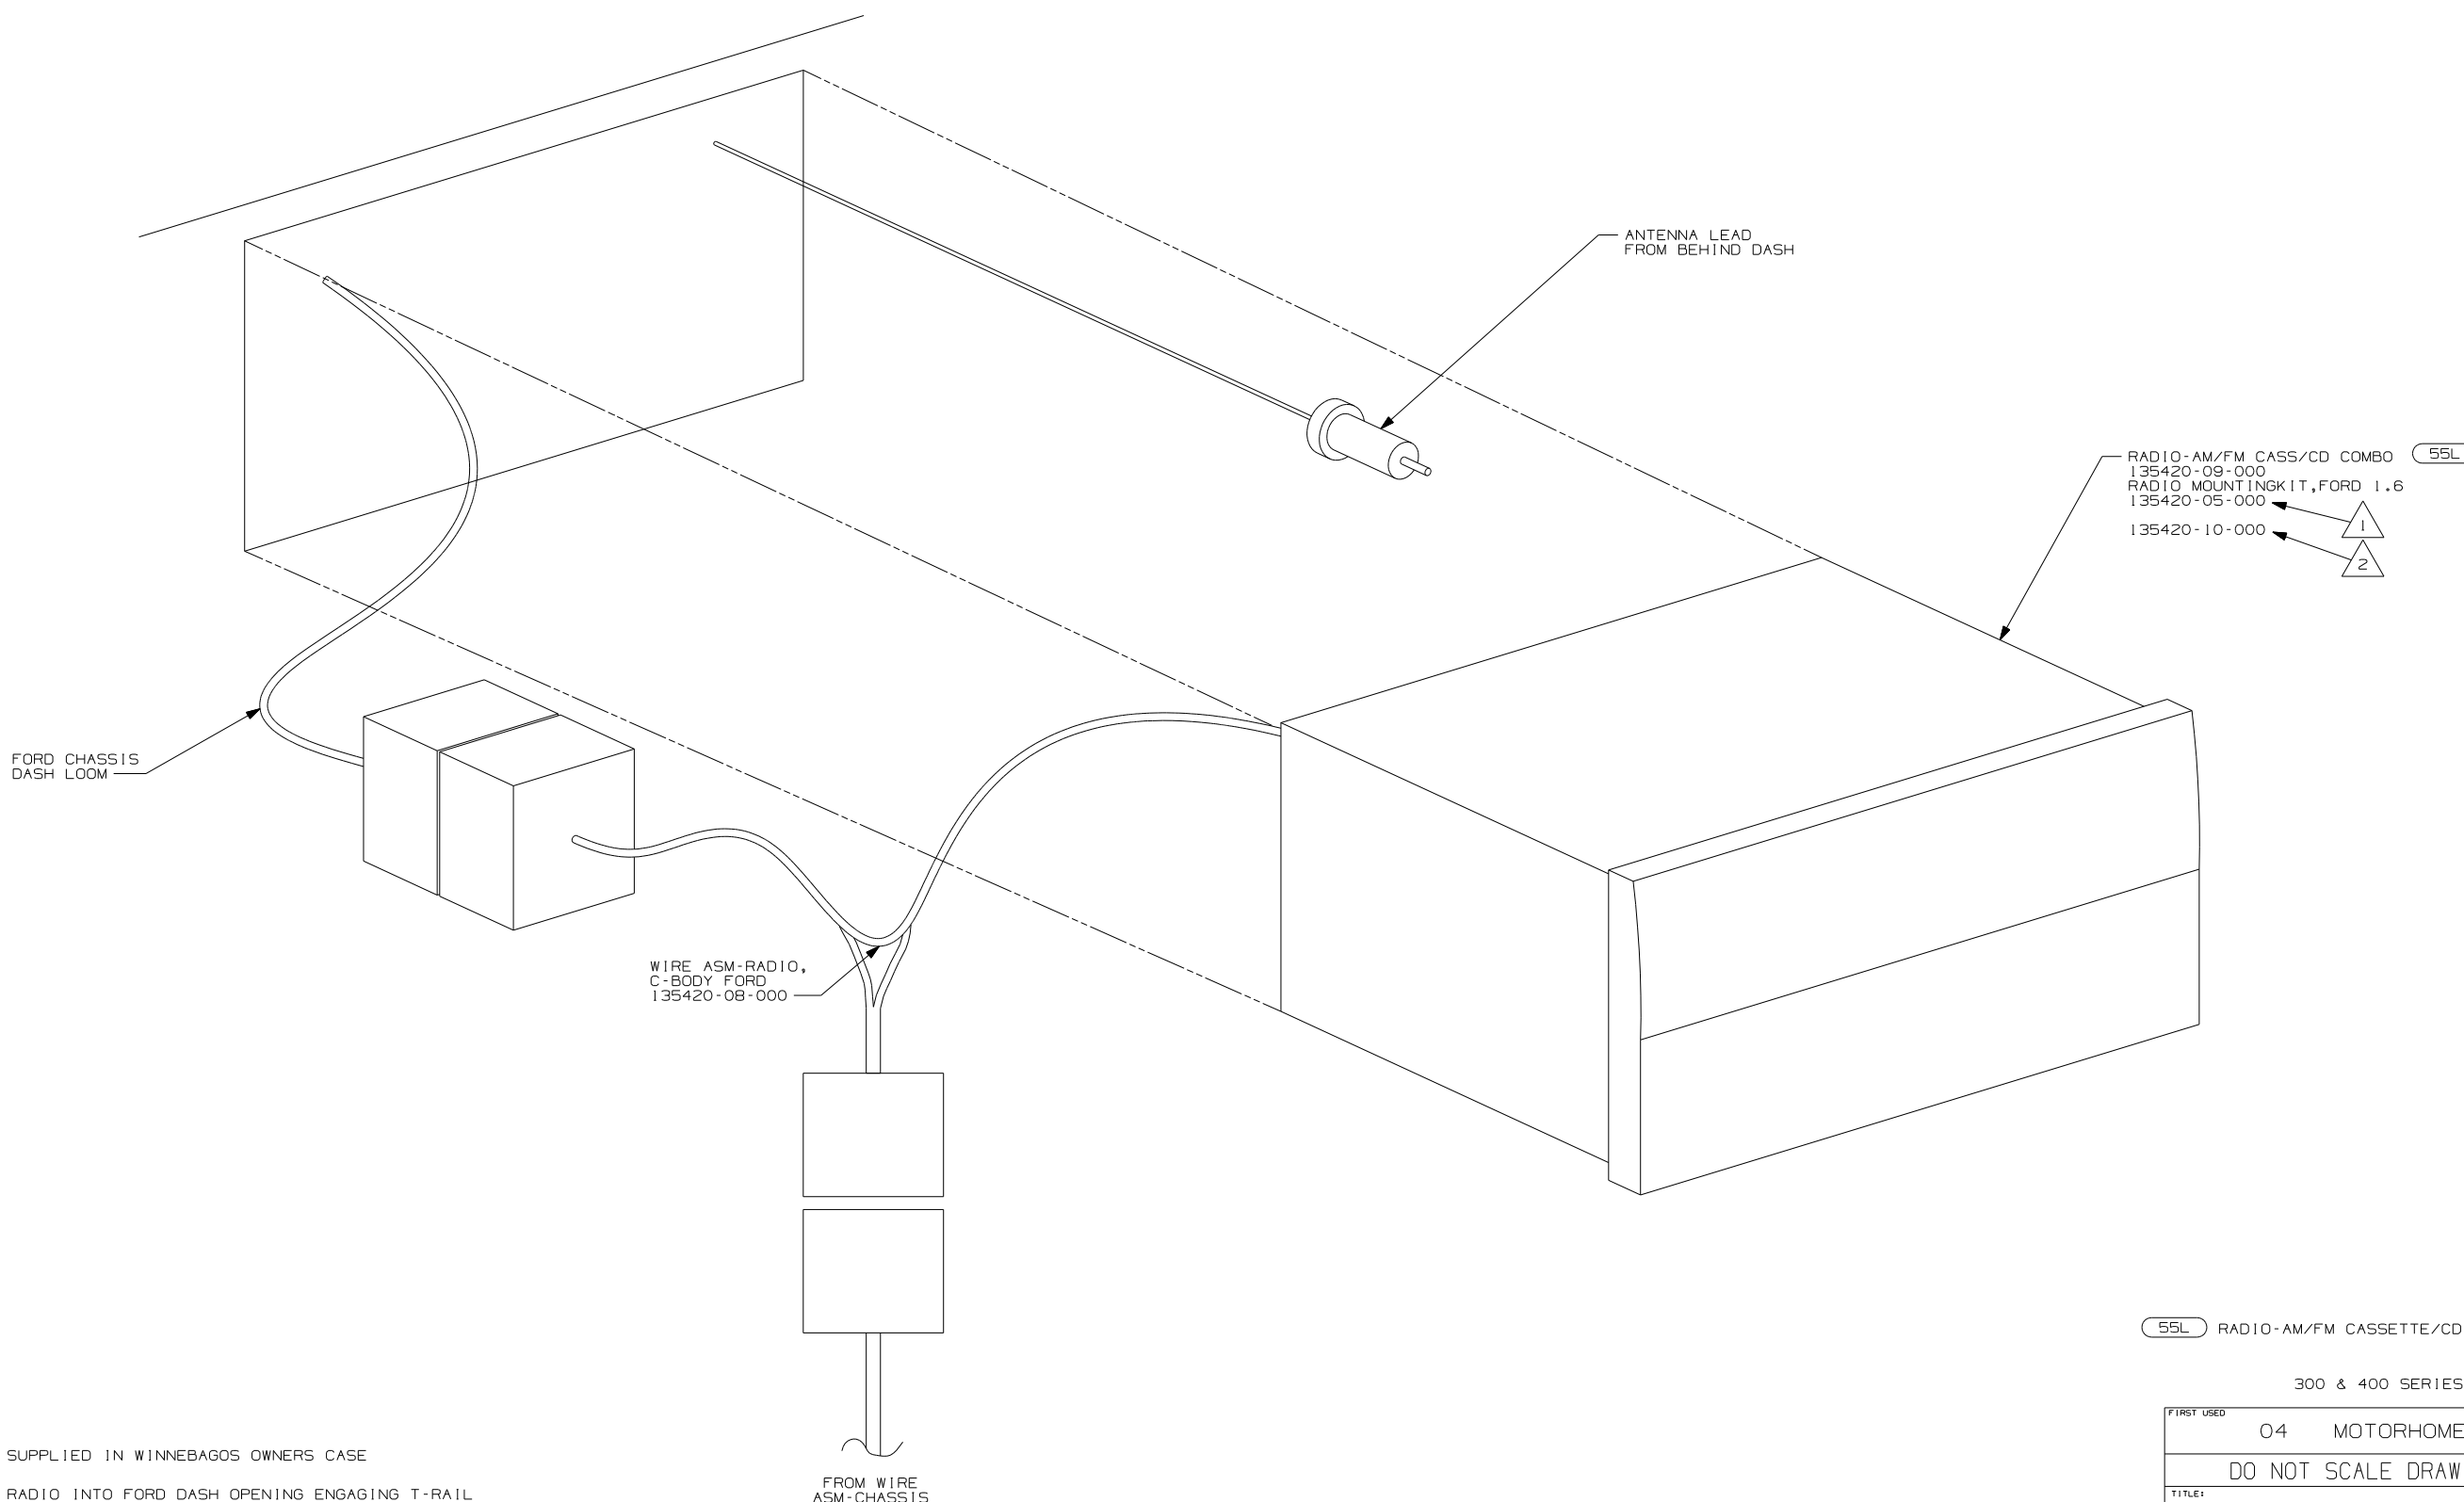 ANTENNA LEAD
FROM BEHIND DASH
RADIO-AM/FM CASS/CD COMBO
55L
135420-09-000
RADIO MOUNTINGKIT,FORD 1.6
135420-05-000
1
135420-10-000
2
FORD CHASSIS
DASH LOOM
WIRE ASM-RADIO,
C-BODY FORD
135420-08-000
55L RADIO-AM/FM CASSETTE/CD
300 & 400 SERIES
FIRST USED
04 MOTORHOME
DO NOT SCALE DRAW
TITLE:
SUPPLIED IN WINNEBAGOS OWNERS CASE
RADIO INTO FORD DASH OPENING ENGAGING T-RAIL
FROM WIRE
ASM-CHASSIS